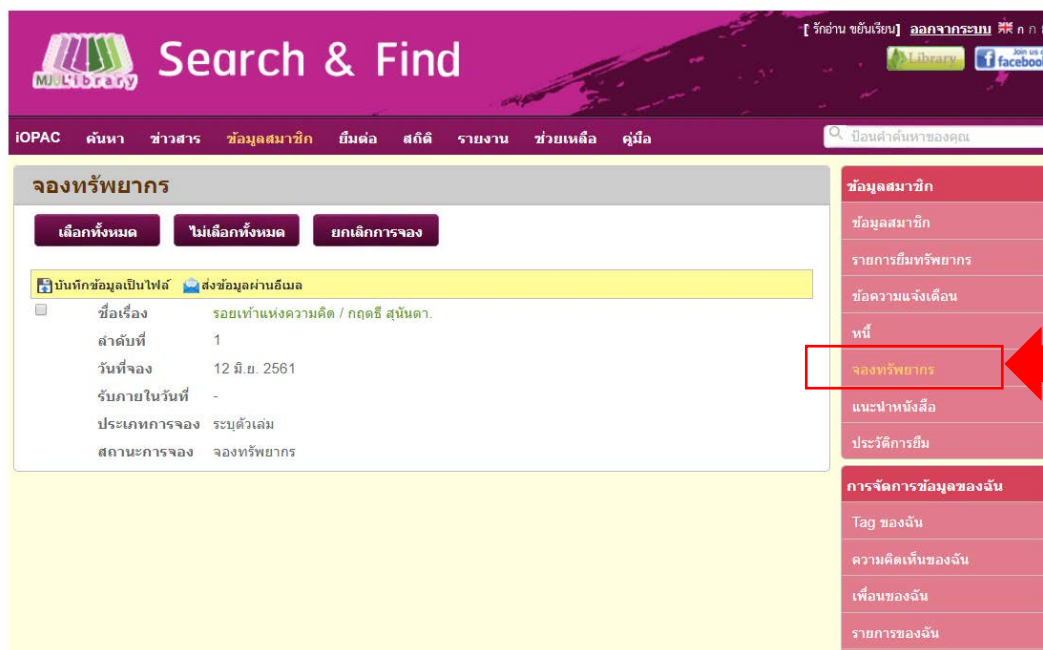 [ รักอ่าน ขยันเรียน] ออกจากระบบ ก ก
MJU Library
Search & Find
Library
Join us on
facebook
iOPAC ค้นหา ข่าวสาร ข้อมูลสมาชิก ยืมต่อ สถิติ รายงาน ช่วยเหลือ คู่มือ
ป้อนคำค้นหาของคุณ
จองทรัพยากร
เลือกทั้งหมด ไม่เลือกทั้งหมด ยกเลิกการจอง
บันทึกข้อมูลเป็นไฟล์ ส่งข้อมูลผ่านอีเมล
ชื่อเรื่อง รอยเท้าแห่งความคิด / กฤตธี สุนันตา.
ลำดับที่ 1
วันที่จอง 12 มิ.ย. 2561
รับภายในวันที่ -
ประเภทการจอง ระบุตัวเล่ม
สถานะการจอง จองทรัพยากร
ข้อมูลสมาชิก
ข้อมูลสมาชิก
รายการยืมทรัพยากร
ข้อความแจ้งเตือน
หนี้
จองทรัพยากร
แนะนำหนังสือ
ประวัติการยืม
การจัดการข้อมูลของฉัน
Tag ของฉัน
ความคิดเห็นของฉัน
เพื่อนของฉัน
รายการของฉัน